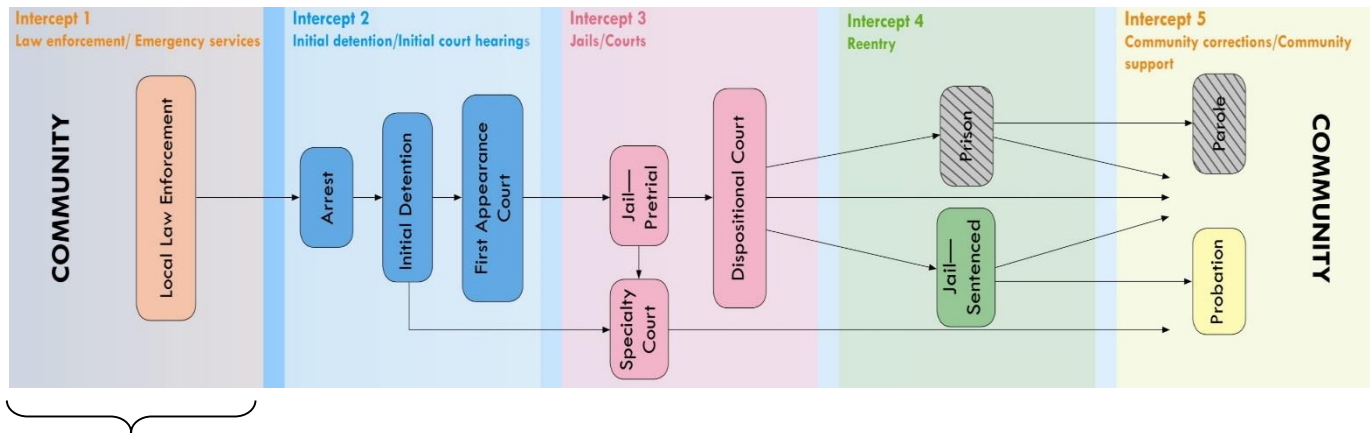 Intercept 1
Law enforcement/ Emergency services
Intercept 2
Initial detention/Initial court hearings
Intercept 3
Jails/Courts
Intercept 4
Reentry
Intercept 5
Community corrections/Community
support
COMMUNITY
Local Law Enforcement
Arrest
Initial Detention
First Appearance
Court
Jail—
Pretrial
Specialty
Court
Dispositional Court
Prison
Jail—
Sentenced
Parole
Probation
COMMUNITY